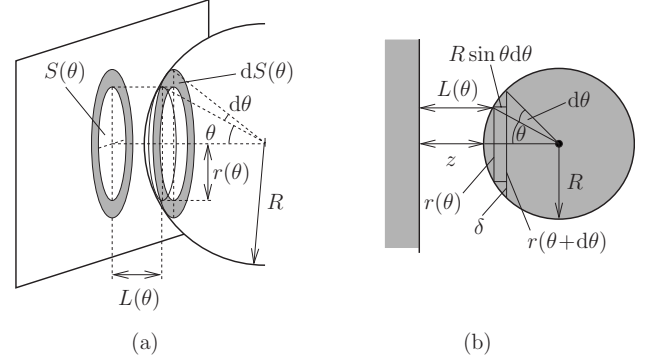 S(θ)
dS(θ)
dθ
θ
r(θ)
R
L(θ)
(a)
R sin θdθ
L(θ)
dθ
θ
z
r(θ)
R
δ
r(θ+dθ)
(b)